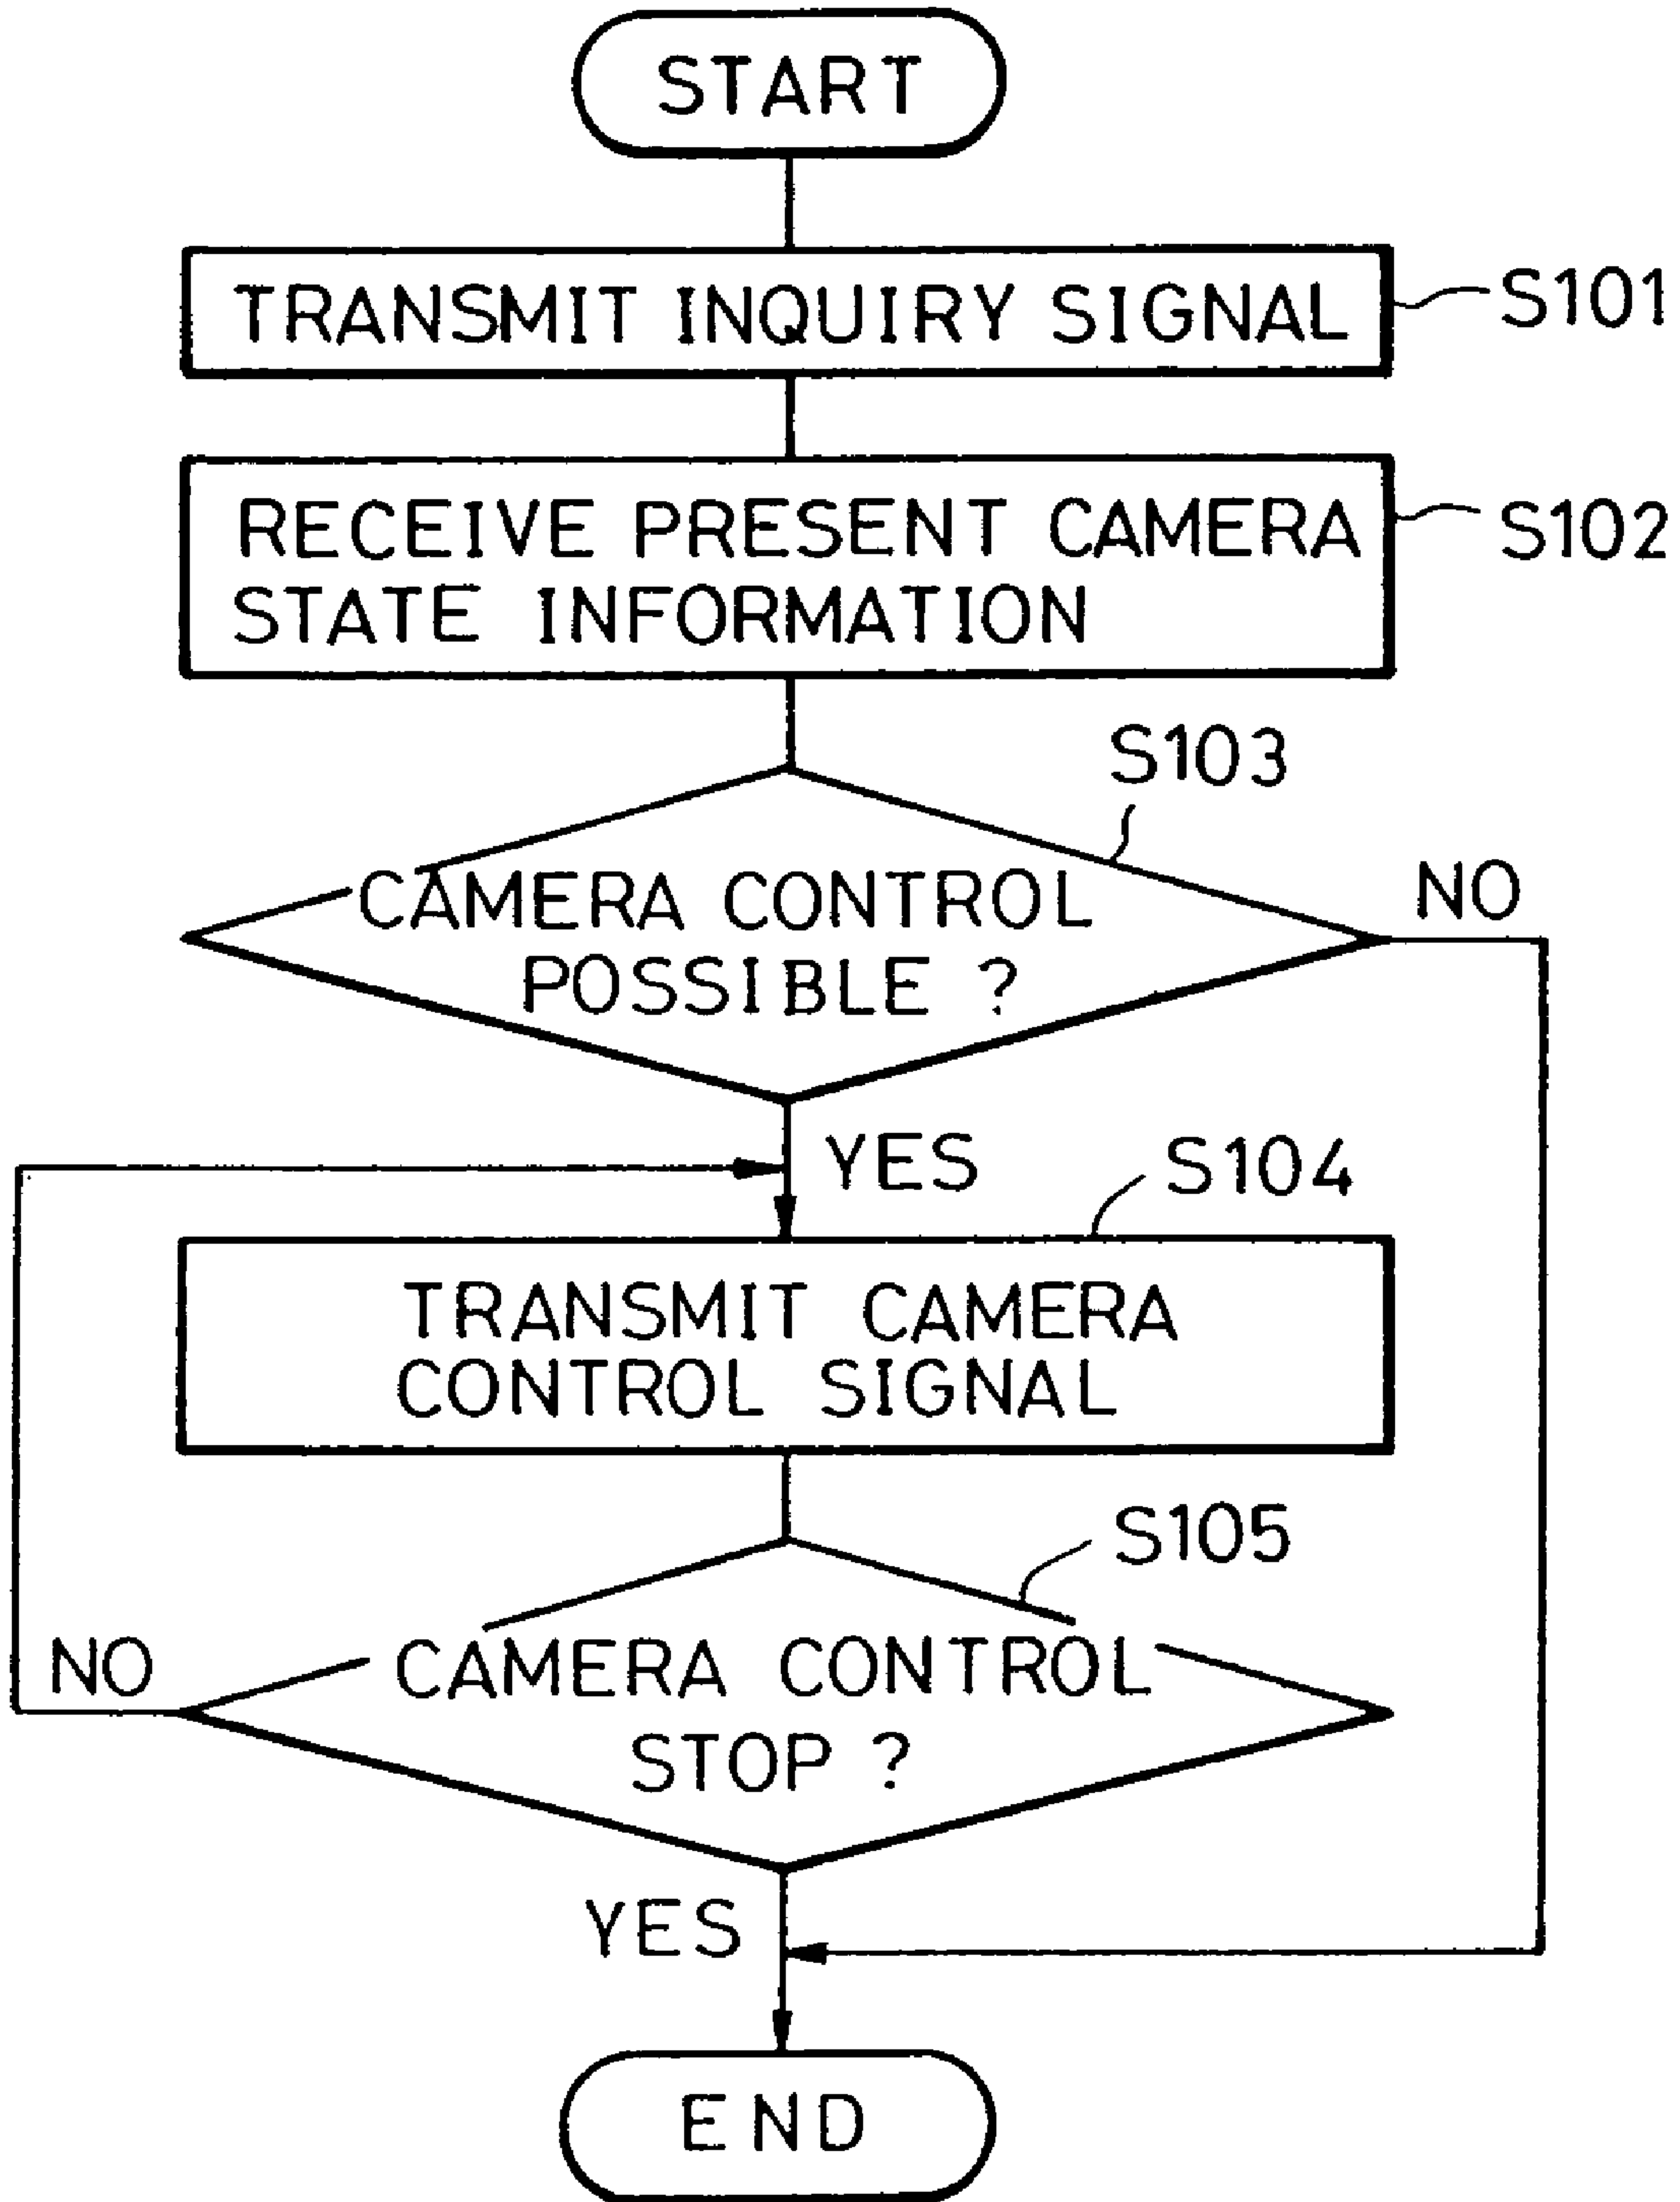 START
TRANSMIT INQUIRY SIGNAL
S101
RECEIVE PRESENT CAMERA
STATE INFORMATION
S102
S103
CAMERA CONTROL
POSSIBLE ?
NO
YES
S104
TRANSMIT CAMERA
CONTROL SIGNAL
S105
CAMERA CONTROL
STOP ?
NO
YES
END